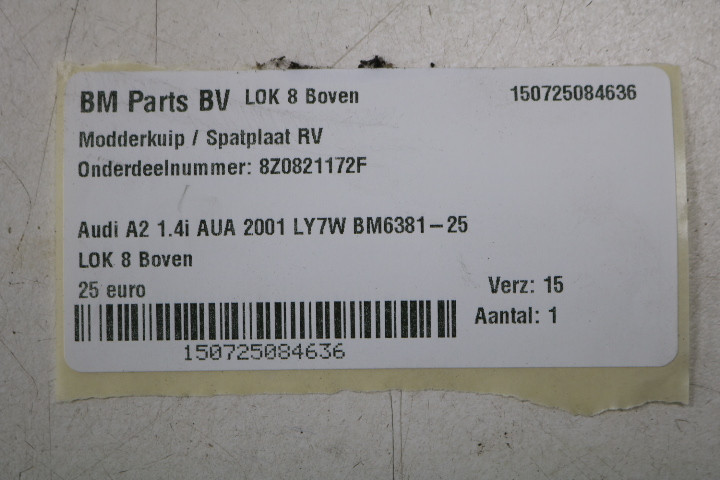 BM Parts BV LOK 8 Boven 150725084636
Modderkuip / Spatplaat RV
Onderdeelnummer: 8Z0821172F
Audi A2 1.4i AUA 2001 LY7W BM6381-25
LOK 8 Boven
25 euro Verz: 15
Aantal: 1
150725084636